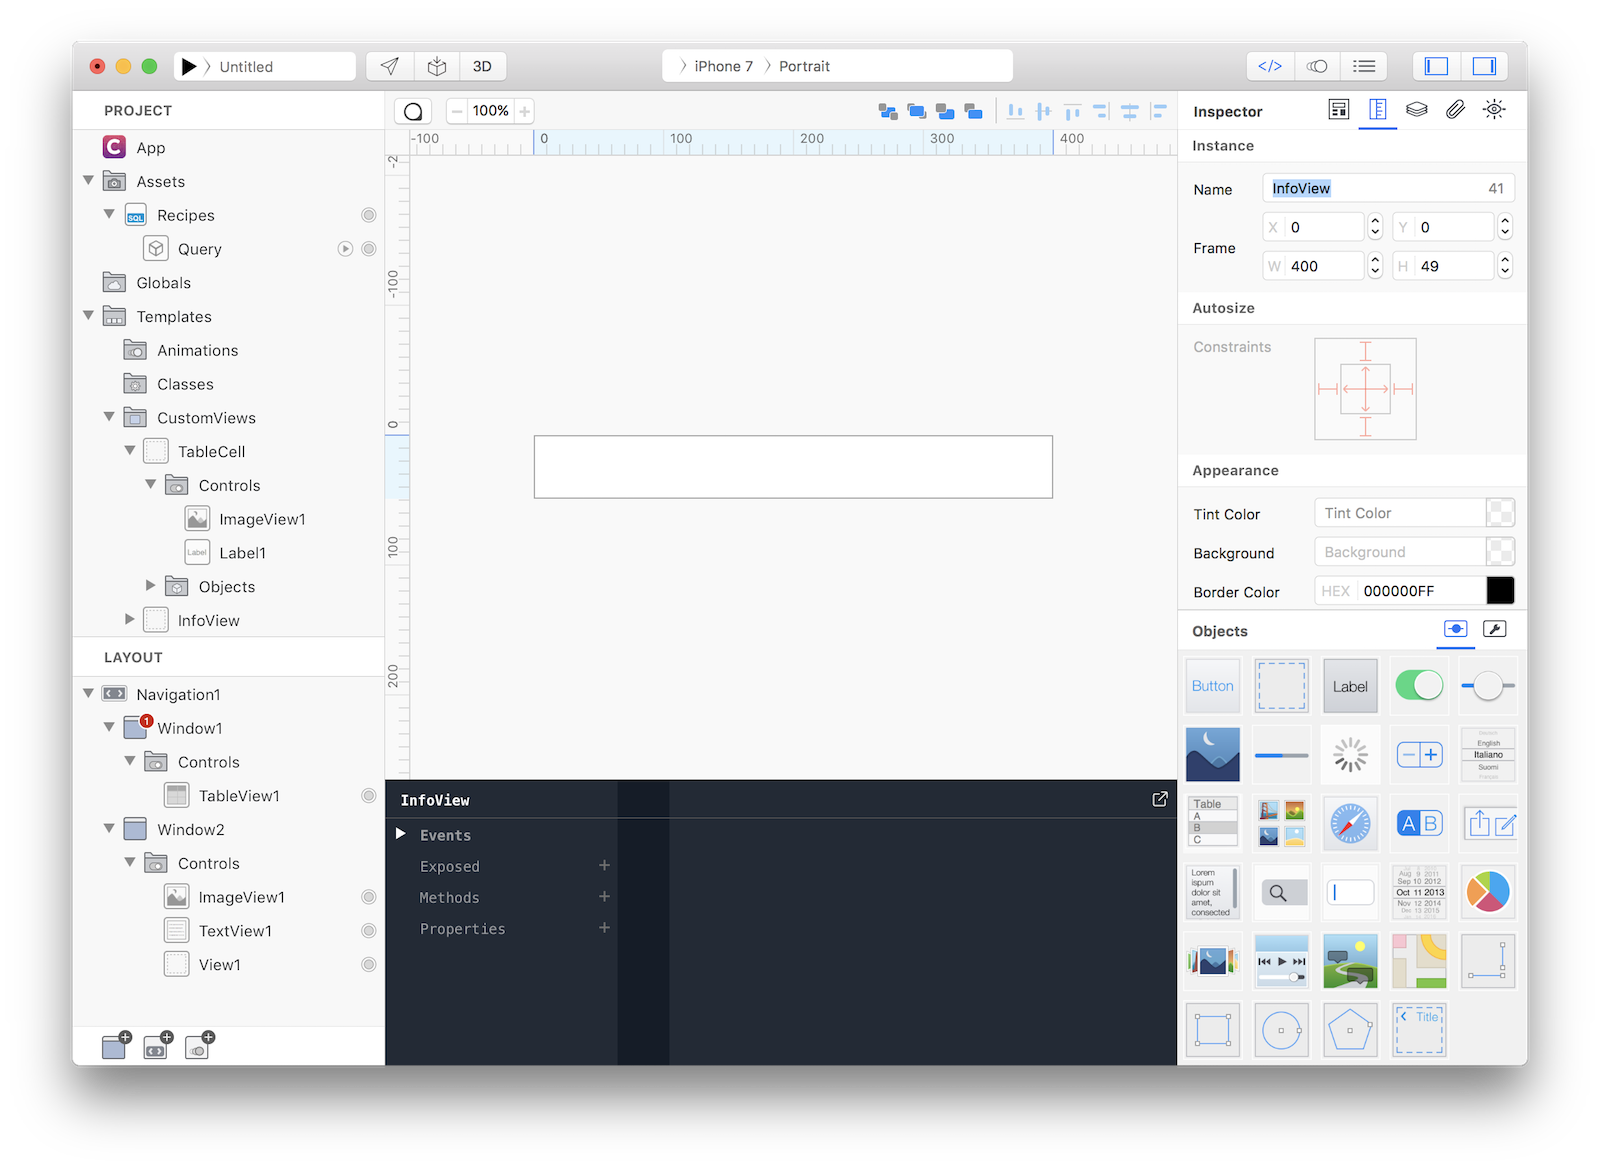 Untitled
3D
iPhone 7
Portrait
</>
PROJECT
App
Assets
SQL
Recipes
Query
Globals
Templates
Animations
Classes
CustomViews
TableCell
Controls
ImageView1
Label
Label1
Objects
InfoView
LAYOUT
Navigation1
1
Window1
Controls
TableView1
Window2
Controls
ImageView1
TextView1
View1
100%
-100
0
100
200
300
400
-2
-100
0
100
200
InfoView
Events
Exposed
Methods
Properties
Inspector
Instance
Name
InfoView
41
Frame
X 0
Y 0
W 400
H 49
Autosize
Constraints
Appearance
Tint Color
Tint Color
Background
Background
Border Color
HEX 000000FF
Objects
Button
Label
English
Italiano
Suomi
Table
A
B
C
A B
Lorem
ispum
dolor sit
amet,
consected
Aug 9 2011
Sep 10 2012
Oct 11 2013
Nov 12 2014
Dec 13 2015
Title